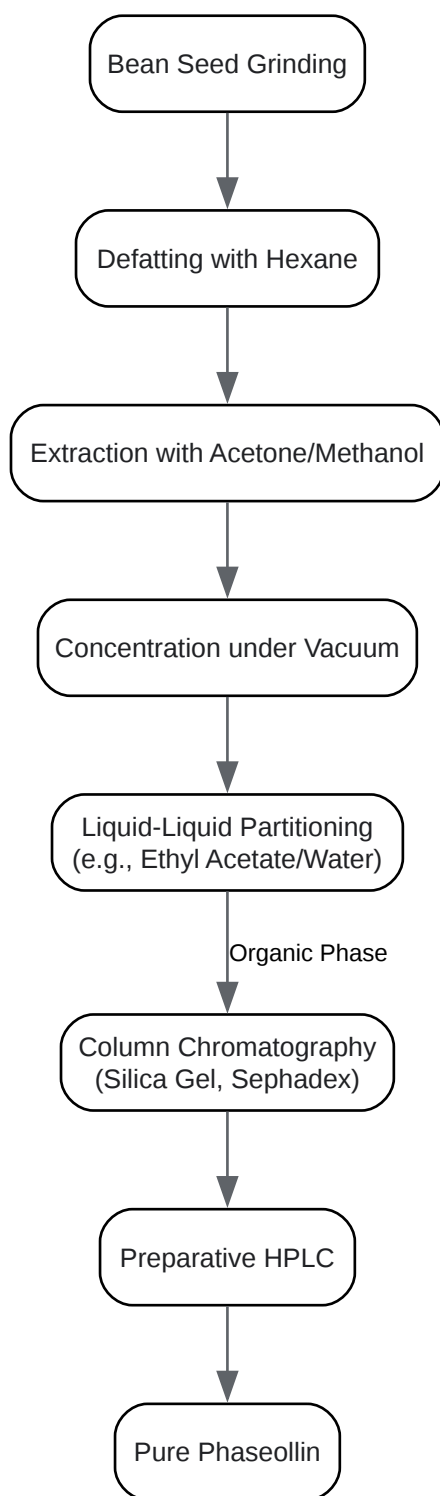 Bean Seed Grinding
Defatting with Hexane
Extraction with Acetone/Methanol
Concentration under Vacuum
Liquid-Liquid Partitioning
(e.g., Ethyl Acetate/Water)
Organic Phase
Column Chromatography
(Silica Gel, Sephadex)
Preparative HPLC
Pure Phaseollin